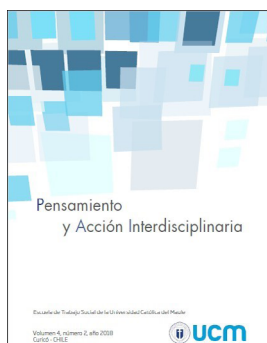 Pensamiento
y Acción Interdisciplinaria
Escuela de Trabajo Social de la Universidad Católica del Maule
Volumen 4, número 2, año 2018
Curicó - CHILE
UCM